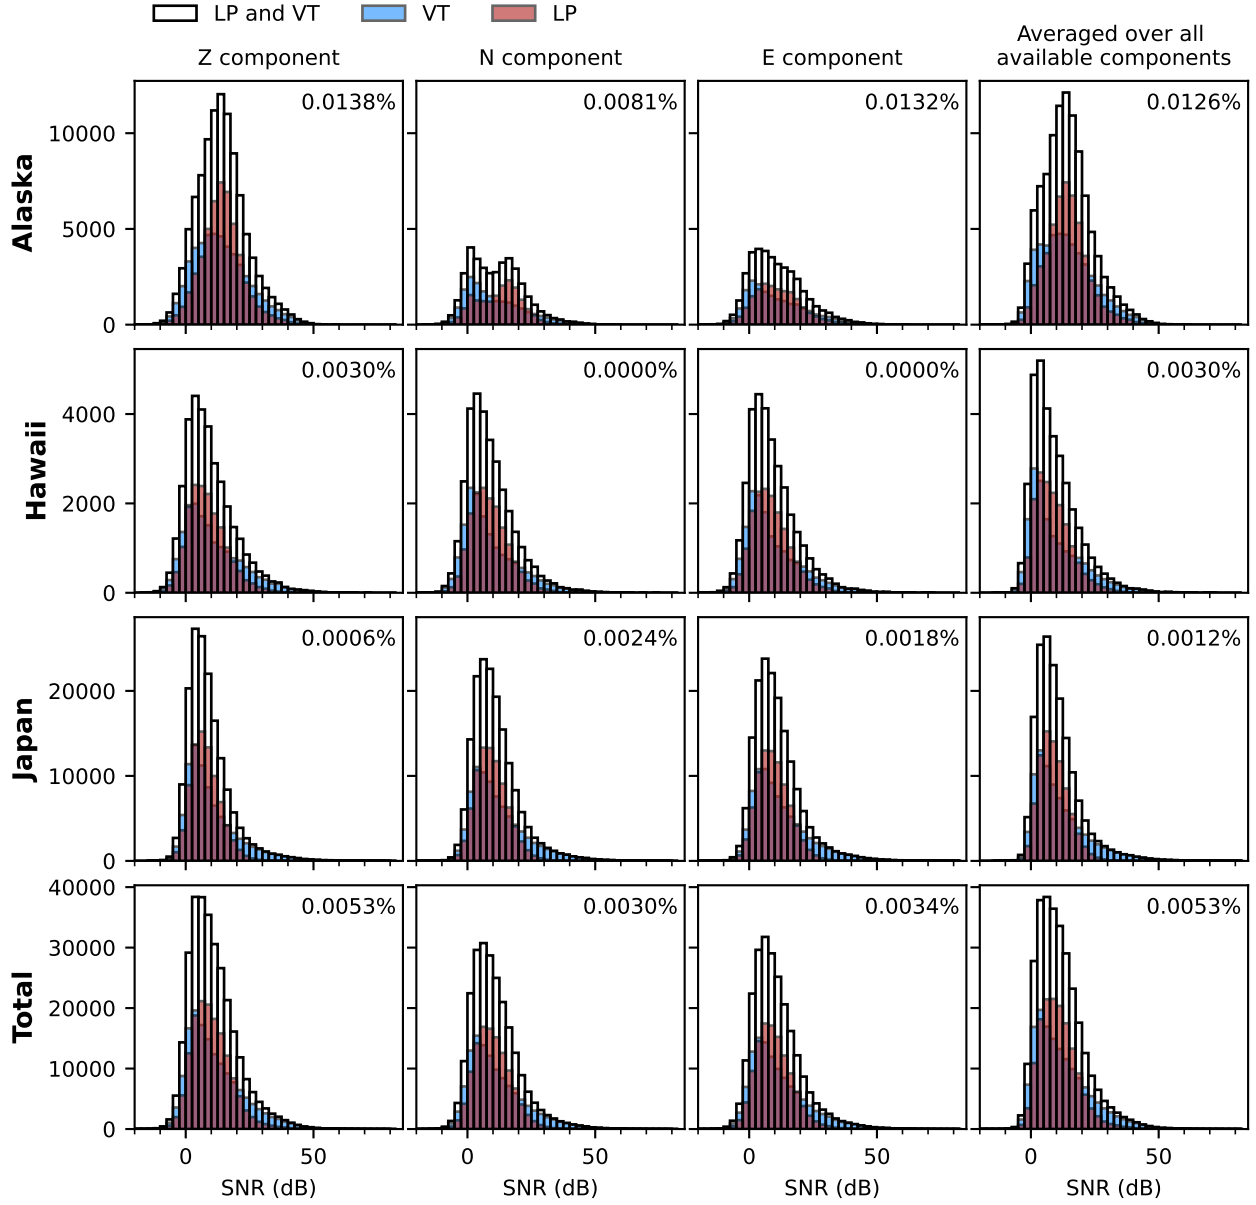 LP and VT VT LP
Z component N component E component Averaged over all
available components
Alaska
10000
5000
0
0.0138% 0.0081% 0.0132% 0.0126%
Hawaii
4000
2000
0
0.0030% 0.0000% 0.0000% 0.0030%
Japan
20000
10000
0
0.0006% 0.0024% 0.0018% 0.0012%
Total
40000
30000
20000
10000
0
0.0053% 0.0030% 0.0034% 0.0053%
0 50 0 50 0 50 0 50
SNR (dB) SNR (dB) SNR (dB) SNR (dB)